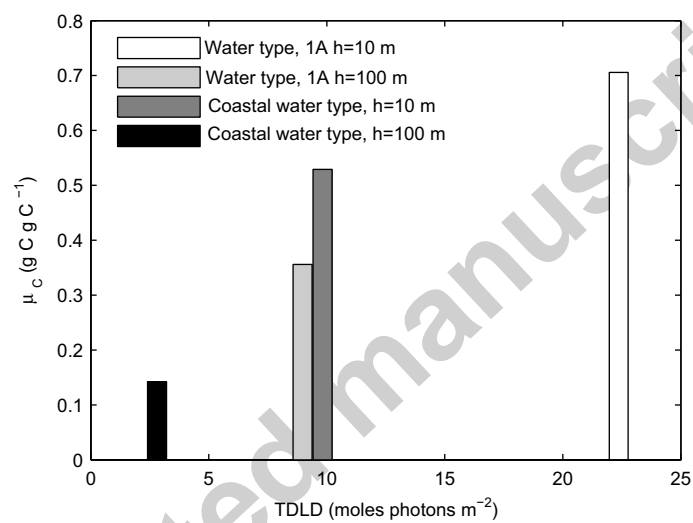 0.8
0.7
0.6
0.5
0.4
0.3
0.2
0.1
0
μ C (g C g C −1)
Water type, 1A h=10 m
Water type, 1A h=100 m
Coastal water type, h=10 m
Coastal water type, h=100 m
0 5 10 15 20 25
TDLD (moles photons m−2)
ted manuscri